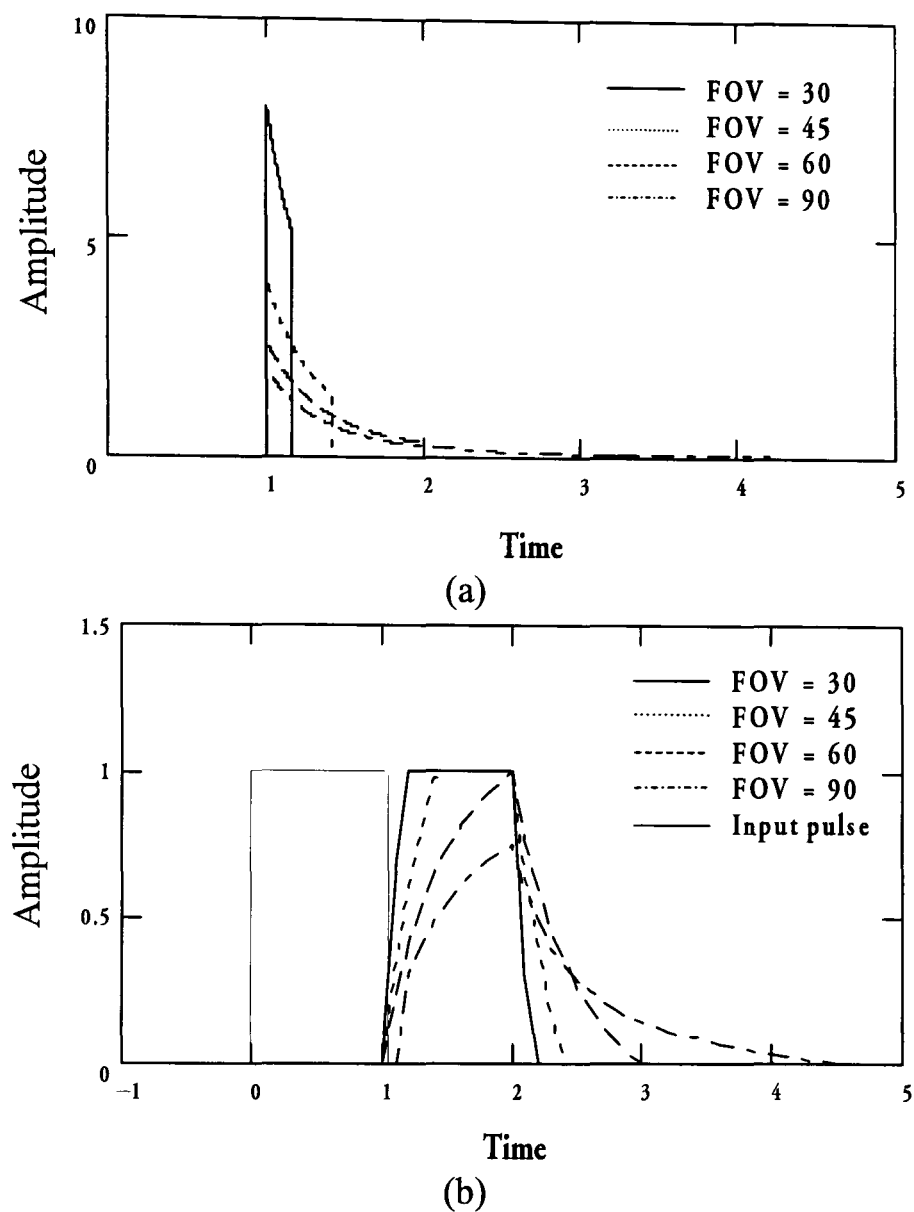 10
5
0
Amplitude
FOV = 30
FOV = 45
FOV = 60
FOV = 90
1 2 3 4 5
Time
(a)
1.5
1
0.5
0
Amplitude
FOV = 30
FOV = 45
FOV = 60
FOV = 90
Input pulse
−1 0 1 2 3 4 5
Time
(b)